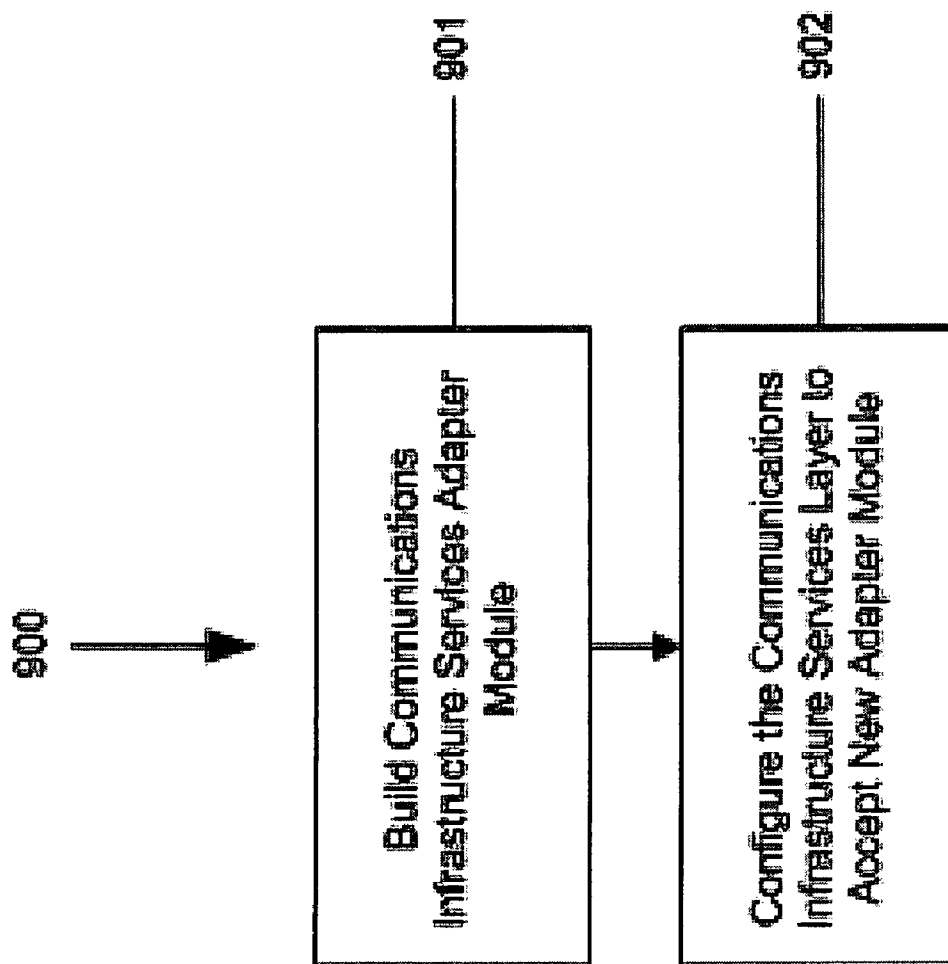 900
Build Communications
Infrastructure Services Adapter
Module
901
Configure the Communications
Infrastructure Services Layer to
Accept New Adapter Module
902